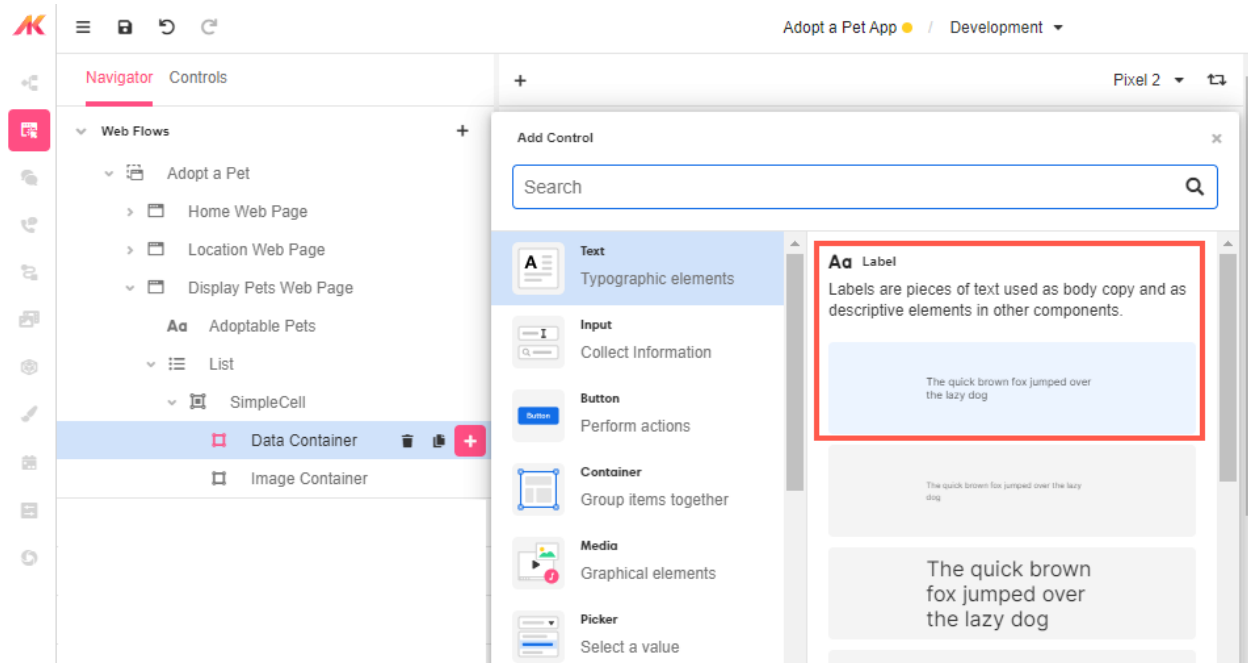 Adopt a Pet App / Development
Navigator Controls
+ Pixel 2
Web Flows
Adopt a Pet
Home Web Page
Location Web Page
Display Pets Web Page
Aa Adoptable Pets
List
SimpleCell
Data Container
Image Container
Add Control
Search
Text
Typographic elements
Input
Collect Information
Button
Button
Perform actions
Container
Group items together
Media
Graphical elements
Picker
Select a value
Aa Label
Labels are pieces of text used as body copy and as
descriptive elements in other components.
The quick brown fox jumped over
the lazy dog
The quick brown fox jumped over the lazy
dog
The quick brown
fox jumped over
the lazy dog